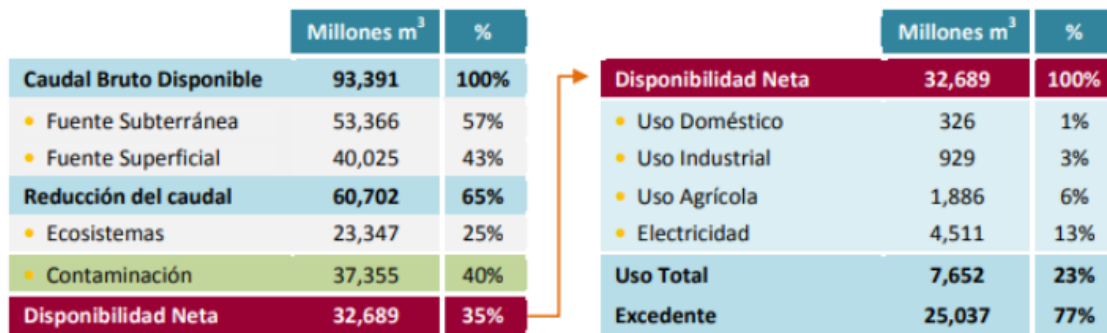 Millones m³ %
Caudal Bruto Disponible 93,391 100%
• Fuente Subterránea 53,366 57%
• Fuente Superficial 40,025 43%
Reducción del caudal 60,702 65%
• Ecosistemas 23,347 25%
• Contaminación 37,355 40%
Disponibilidad Neta 32,689 35%
Millones m³ %
Disponibilidad Neta 32,689 100%
• Uso Doméstico 326 1%
• Uso Industrial 929 3%
• Uso Agrícola 1,886 6%
• Electricidad 4,511 13%
Uso Total 7,652 23%
Excedente 25,037 77%